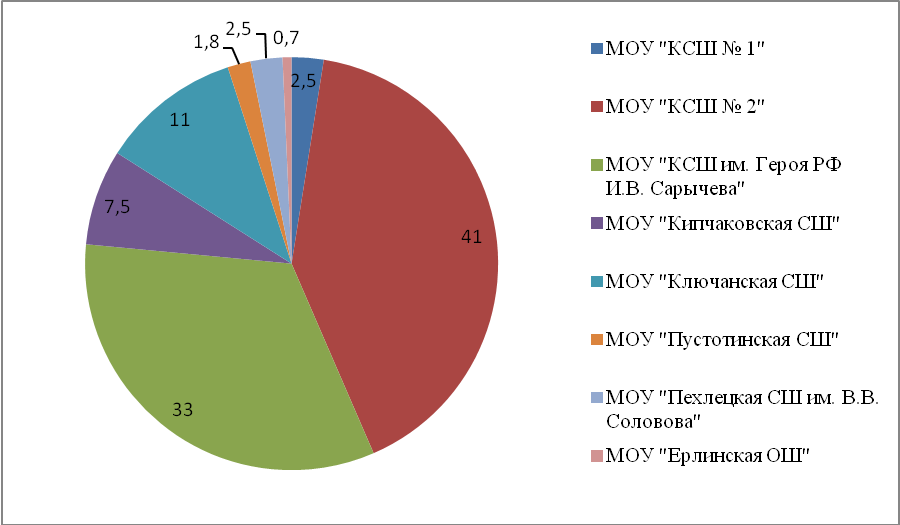 2,5
0,7
1,8
2,5
11
7,5
41
33
МОУ "КСШ № 1"
МОУ "КСШ № 2"
МОУ "КСШ им. Героя РФ
И.В. Сарычева"
МОУ "Кипчаковская СШ"
МОУ "Ключанская СШ"
МОУ "Пустотинская СШ"
МОУ "Пехлецкая СШ им. В.В.
Соловова"
МОУ "Ерлинская ОШ"